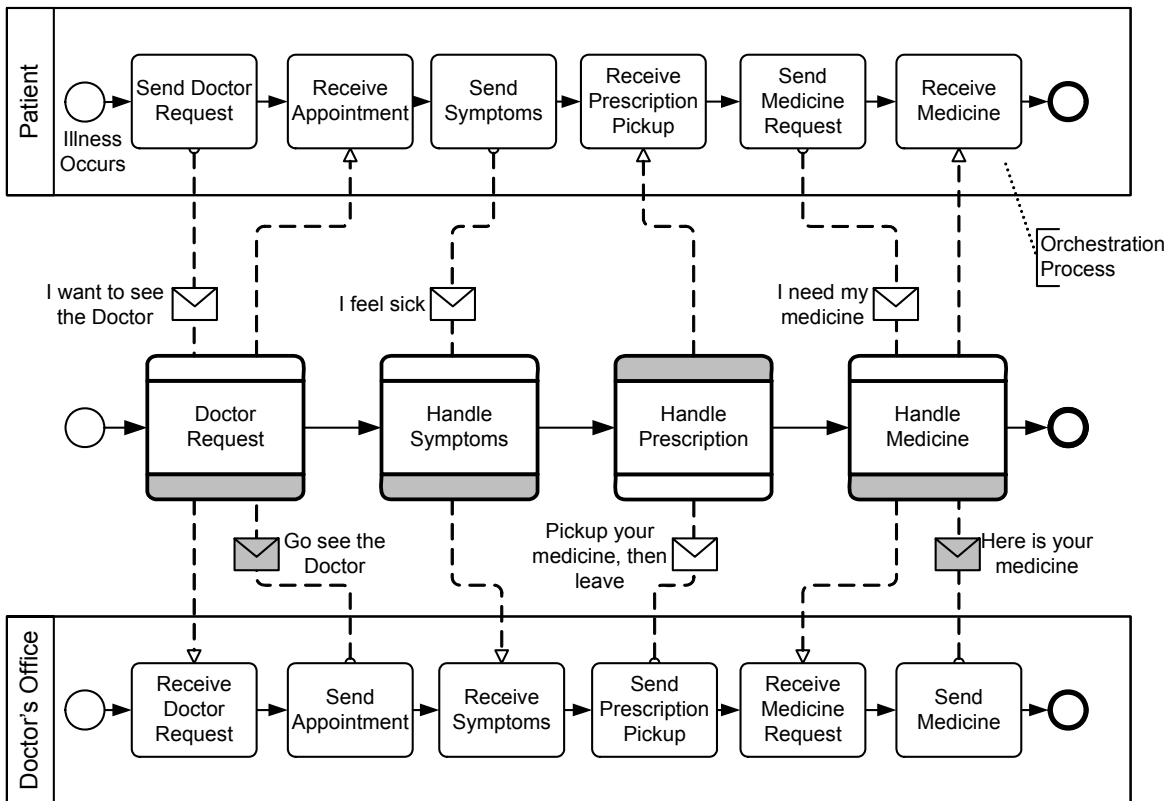 Patient
Send Doctor
Request
Receive
Appointment
Send
Symptoms
Receive
Prescription
Pickup
Send
Medicine
Request
Receive
Medicine
Illness
Occurs
Orchestration
Process
I want to see
the Doctor
I feel sick
I need my
medicine
Doctor
Request
Handle
Symptoms
Handle
Prescription
Handle
Medicine
Go see the
Doctor
Pickup your
medicine, then
leave
Here is your
medicine
Doctor's Office
Receive
Doctor
Request
Send
Appointment
Receive
Symptoms
Send
Prescription
Pickup
Receive
Medicine
Request
Send
Medicine